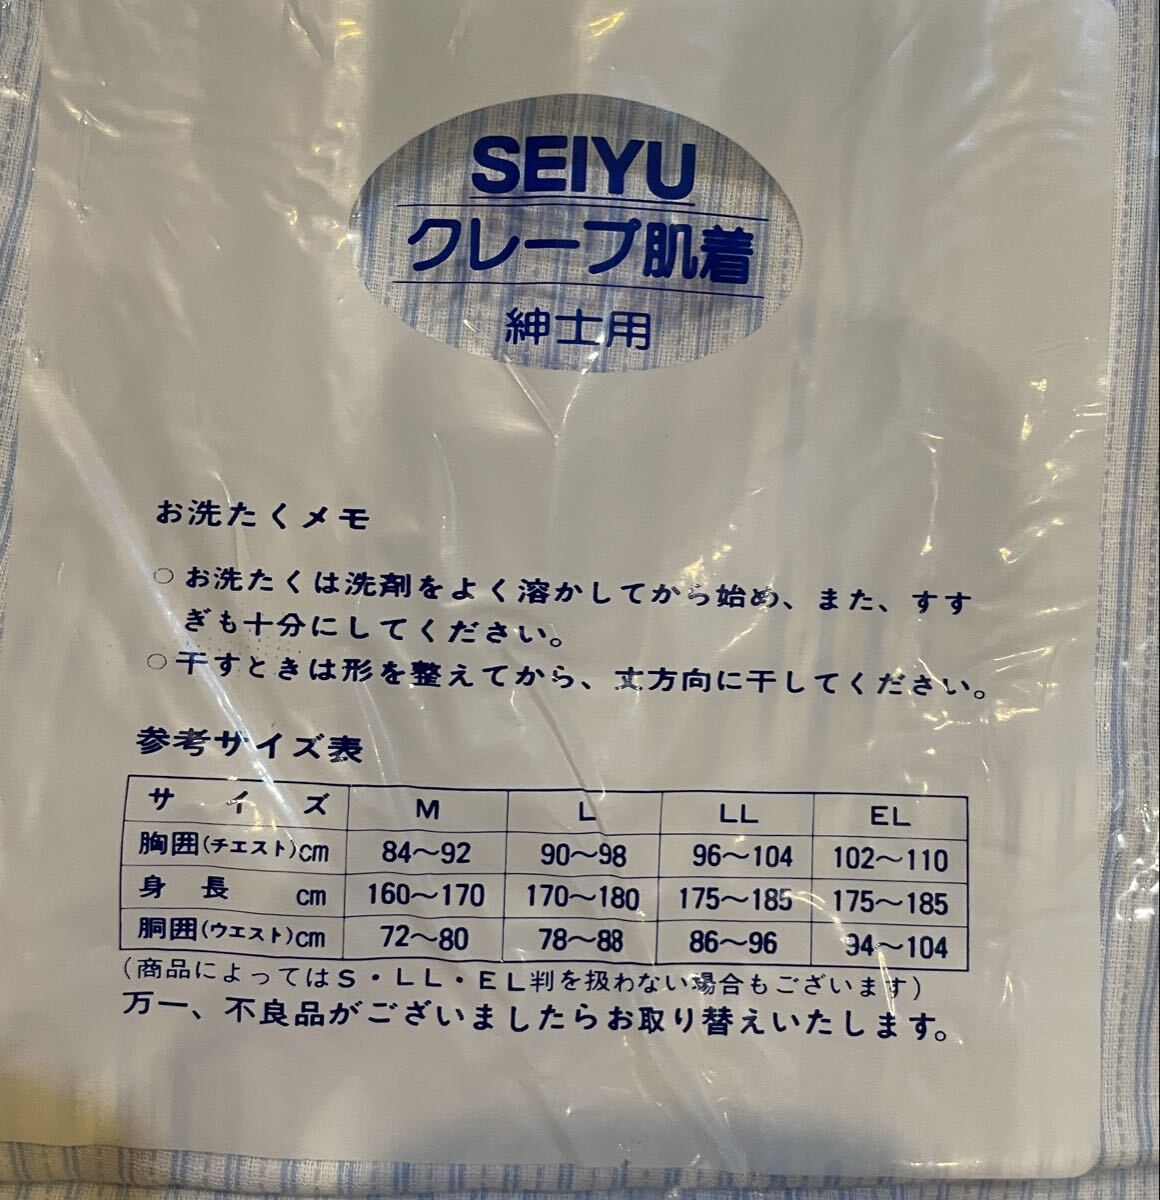 SEIYU
クレープ肌着
紳士用
お洗たくメモ
○お洗たくは洗剤をよく溶かしてから始め、また、すす
ぎも十分にしてください。
○干すときは形を整えてから、丈方向に干してください。
参考サイズ表
サイズ M L LL EL
胸囲(チエスト)cm 84〜92 90〜98 96〜104 102〜110
身長 cm 160〜170 170〜180 175〜185 175〜185
胴囲(ウエスト)cm 72〜80 78〜88 86〜96 94〜104
(商品によってはS・LL・EL判を扱わない場合もございます)
万一、不良品がございましたらお取り替えいたします。